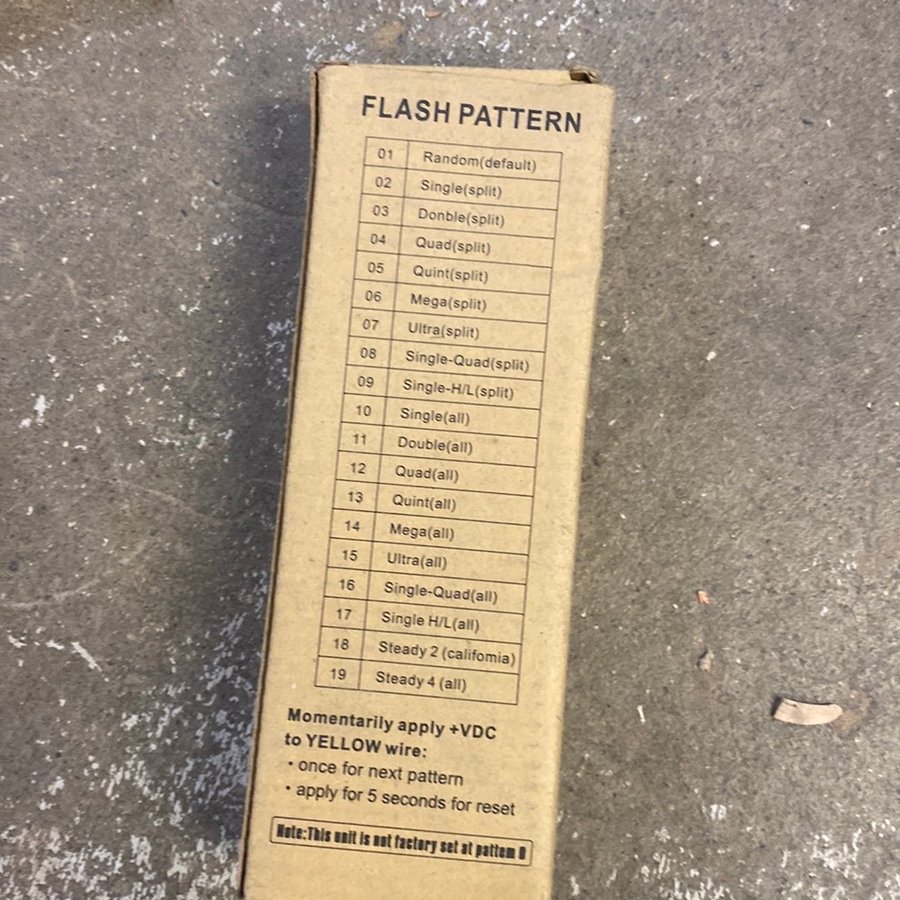 FLASH PATTERN
01 Random(default)
02 Single(split)
03 Donble(split)
04 Quad(split)
05 Quint(split)
06 Mega(split)
07 Ultra(split)
08 Single-Quad(split)
09 Single-H/L(split)
10 Single(all)
11 Double(all)
12 Quad(all)
13 Quint(all)
14 Mega(all)
15 Ultra(all)
16 Single-Quad(all)
17 Single H/L(all)
18 Steady 2 (califomia)
19 Steady 4 (all)
Momentarily apply +VDC
to YELLOW wire:
• once for next pattern
• apply for 5 seconds for reset
Note:This unit is not factory set at pattem 0